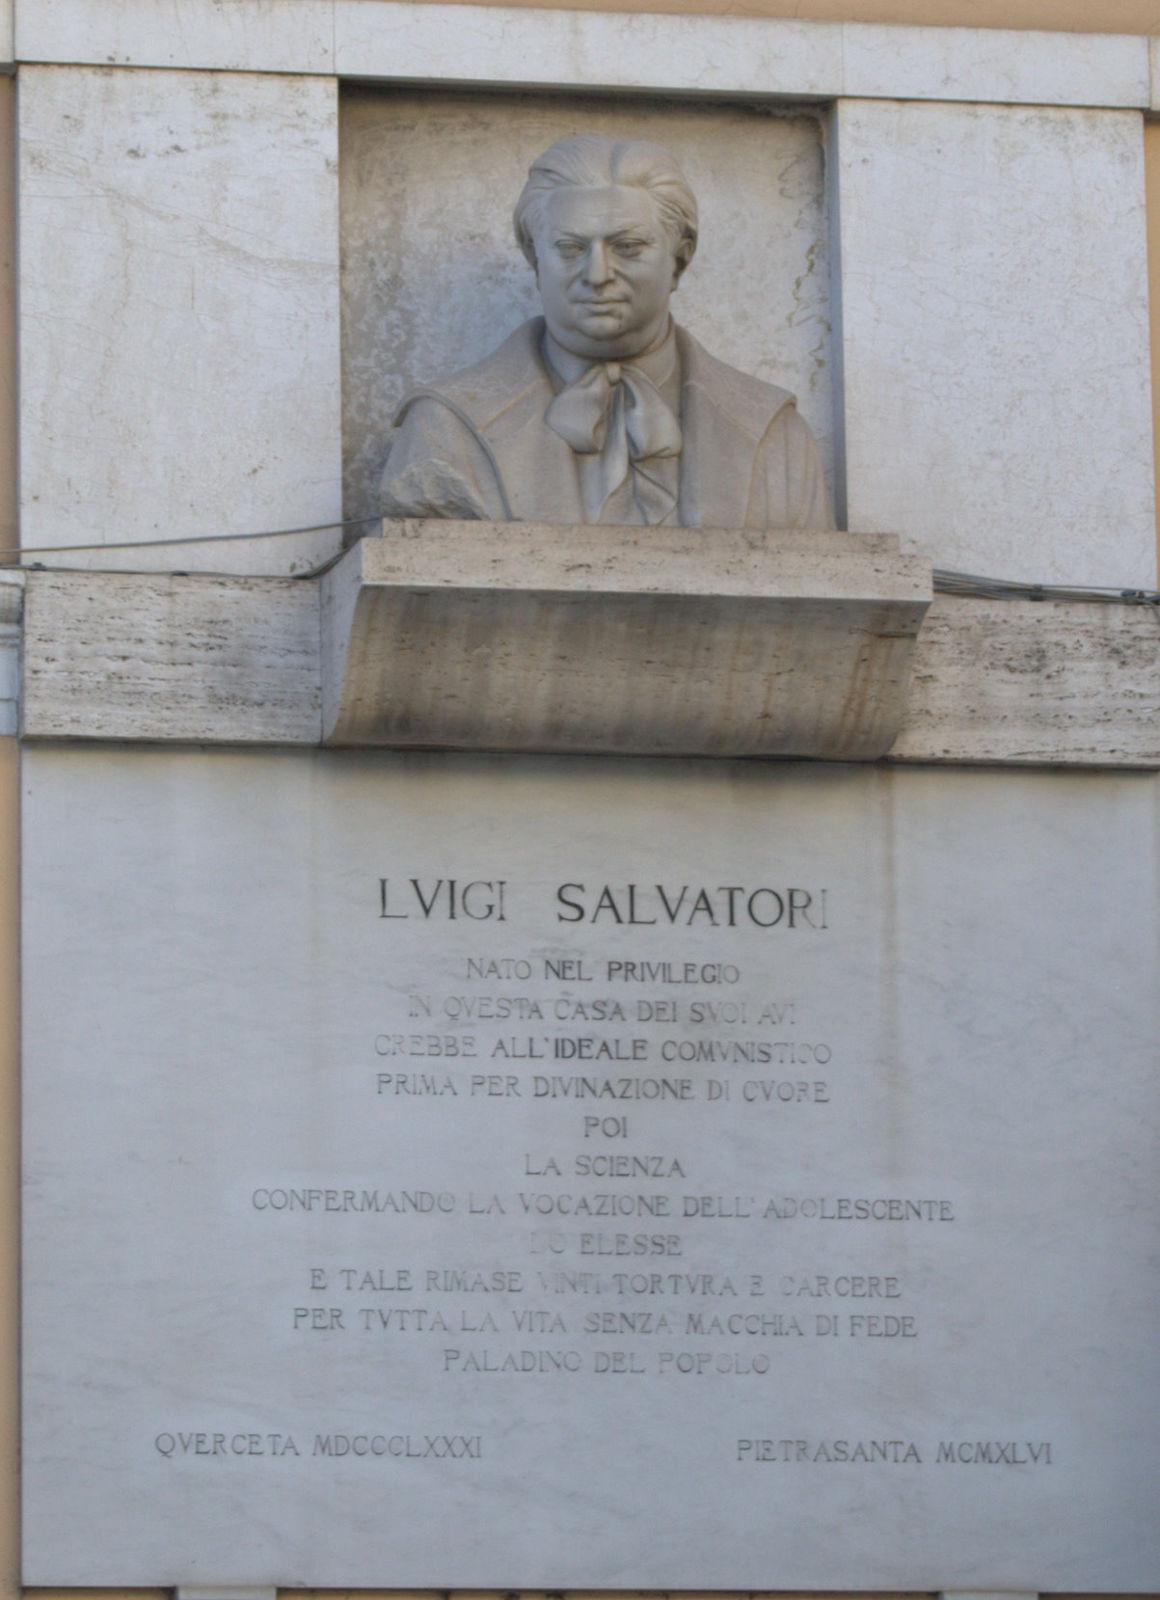 LVIGI SALVATORI
NATO NEL PRIVILEGIO
IN QVESTA CASA DEI SVOI AVI
CREBBE ALL'IDEALE COMVNISTICO
PRIMA PER DIVINAZIONE DI CVORE
POI
LA SCIENZA
CONFERMANDO LA VOCAZIONE DELL'ADOLESCENTE
LO ELESSE
E TALE RIMASE VINTI TORTVRA E CARCERE
PER TVTTA LA VITA SENZA MACCHIA DI FEDE
PALADINO DEL POPOLO
QVERCETA MDCCCLXXXI PIETRASANTA MCMXLVI